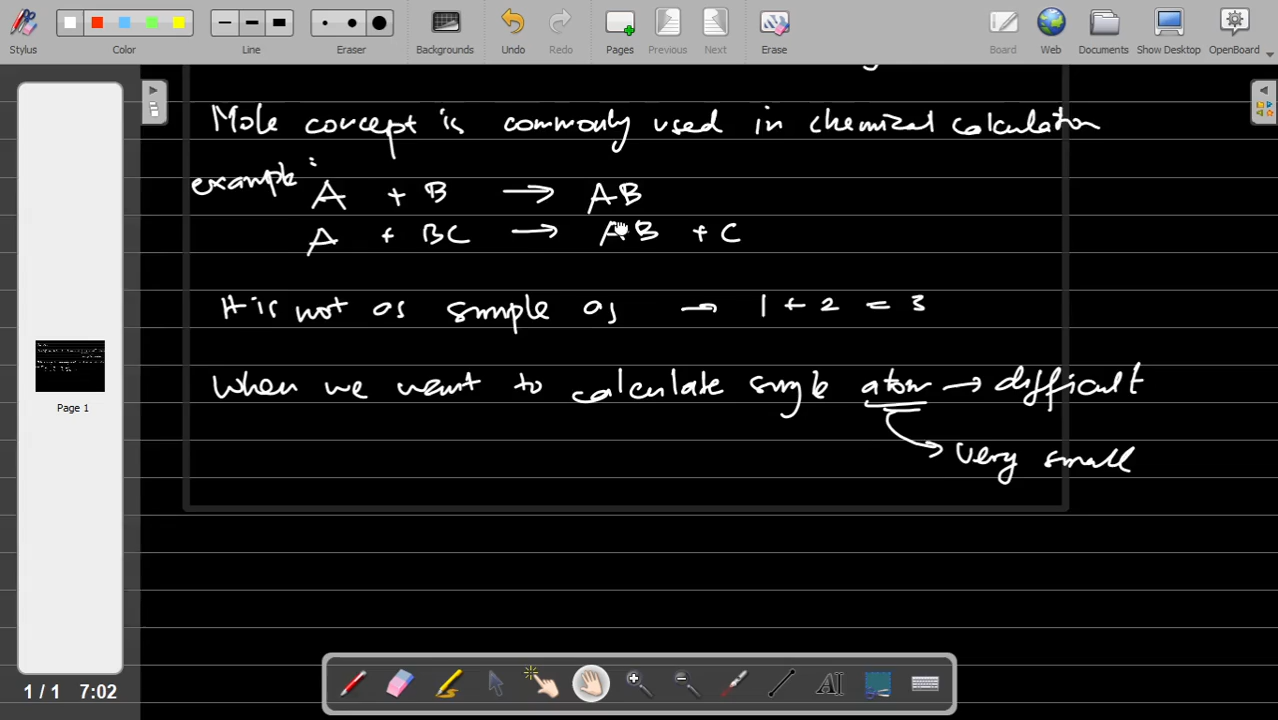 Stylus
Color
Line
Eraser
Backgrounds
Undo
Redo
Pages
Previous
Next
Erase
Board
Web
Documents
Show Desktop
OpenBoard
Mole concept is commonly used in chemical calculation
example :
A + B → AB
A + BC → AB + C
It is not as simple as → 1 + 2 = 3
When we want to calculate single atom → difficult
very small
Page 1
1 / 1 7:02